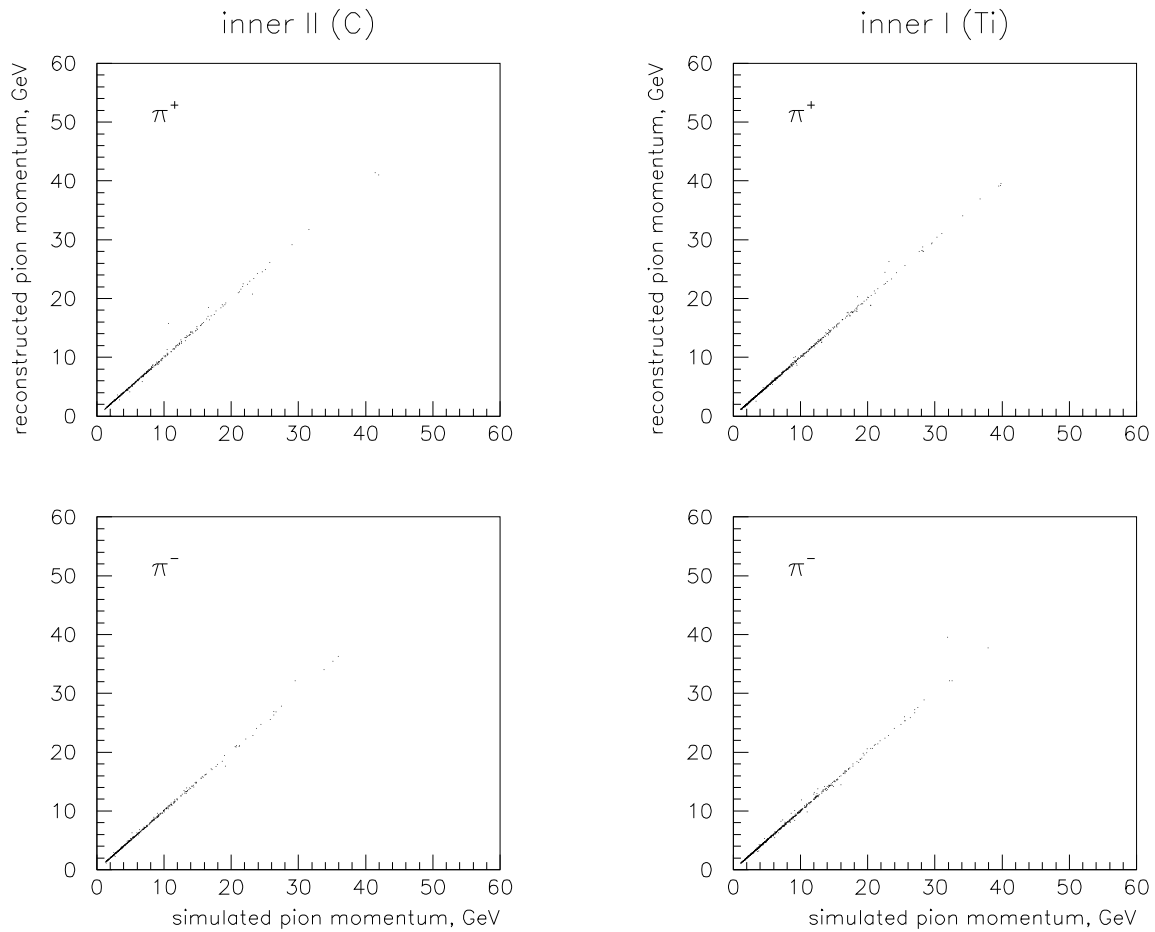 inner II (C)
inner I (Ti)
reconstructed pion momentum, GeV
60
50
40
30
20
10
0
π+
0 10 20 30 40 50 60
reconstructed pion momentum, GeV
60
50
40
30
20
10
0
π+
0 10 20 30 40 50 60
60
50
40
30
20
10
0
π−
0 10 20 30 40 50 60
simulated pion momentum, GeV
60
50
40
30
20
10
0
π−
0 10 20 30 40 50 60
simulated pion momentum, GeV